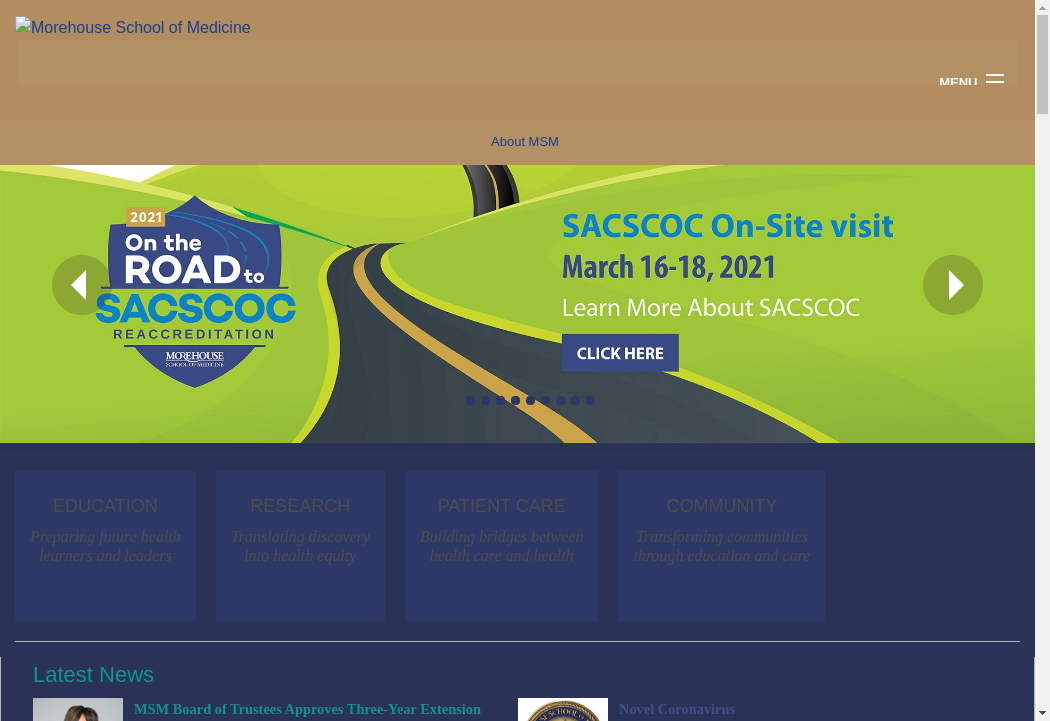 Morehouse School of Medicine
MENU
About MSM
2021
On the
ROAD to
SACSCOC
REACCREDITATION
MOREHOUSE
SCHOOL OF MEDICINE
SACSCOC On-Site visit
March 16-18, 2021
Learn More About SACSCOC
CLICK HERE
EDUCATION
Preparing future health
learners and leaders
RESEARCH
Translating discovery
into health equity
PATIENT CARE
Building bridges between
health care and health
COMMUNITY
Transforming communities
through education and care
Latest News
MSM Board of Trustees Approves Three-Year Extension
Novel Coronavirus